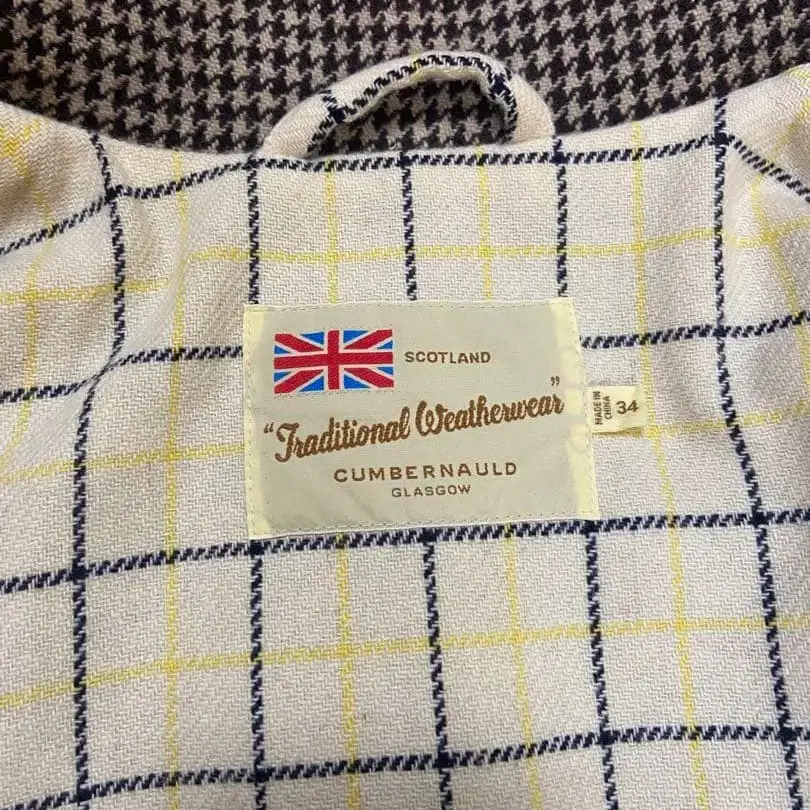 SCOTLAND
"Traditional Weatherwear"
CUMBERNAULD
GLASGOW
MADE IN
CHINA
34